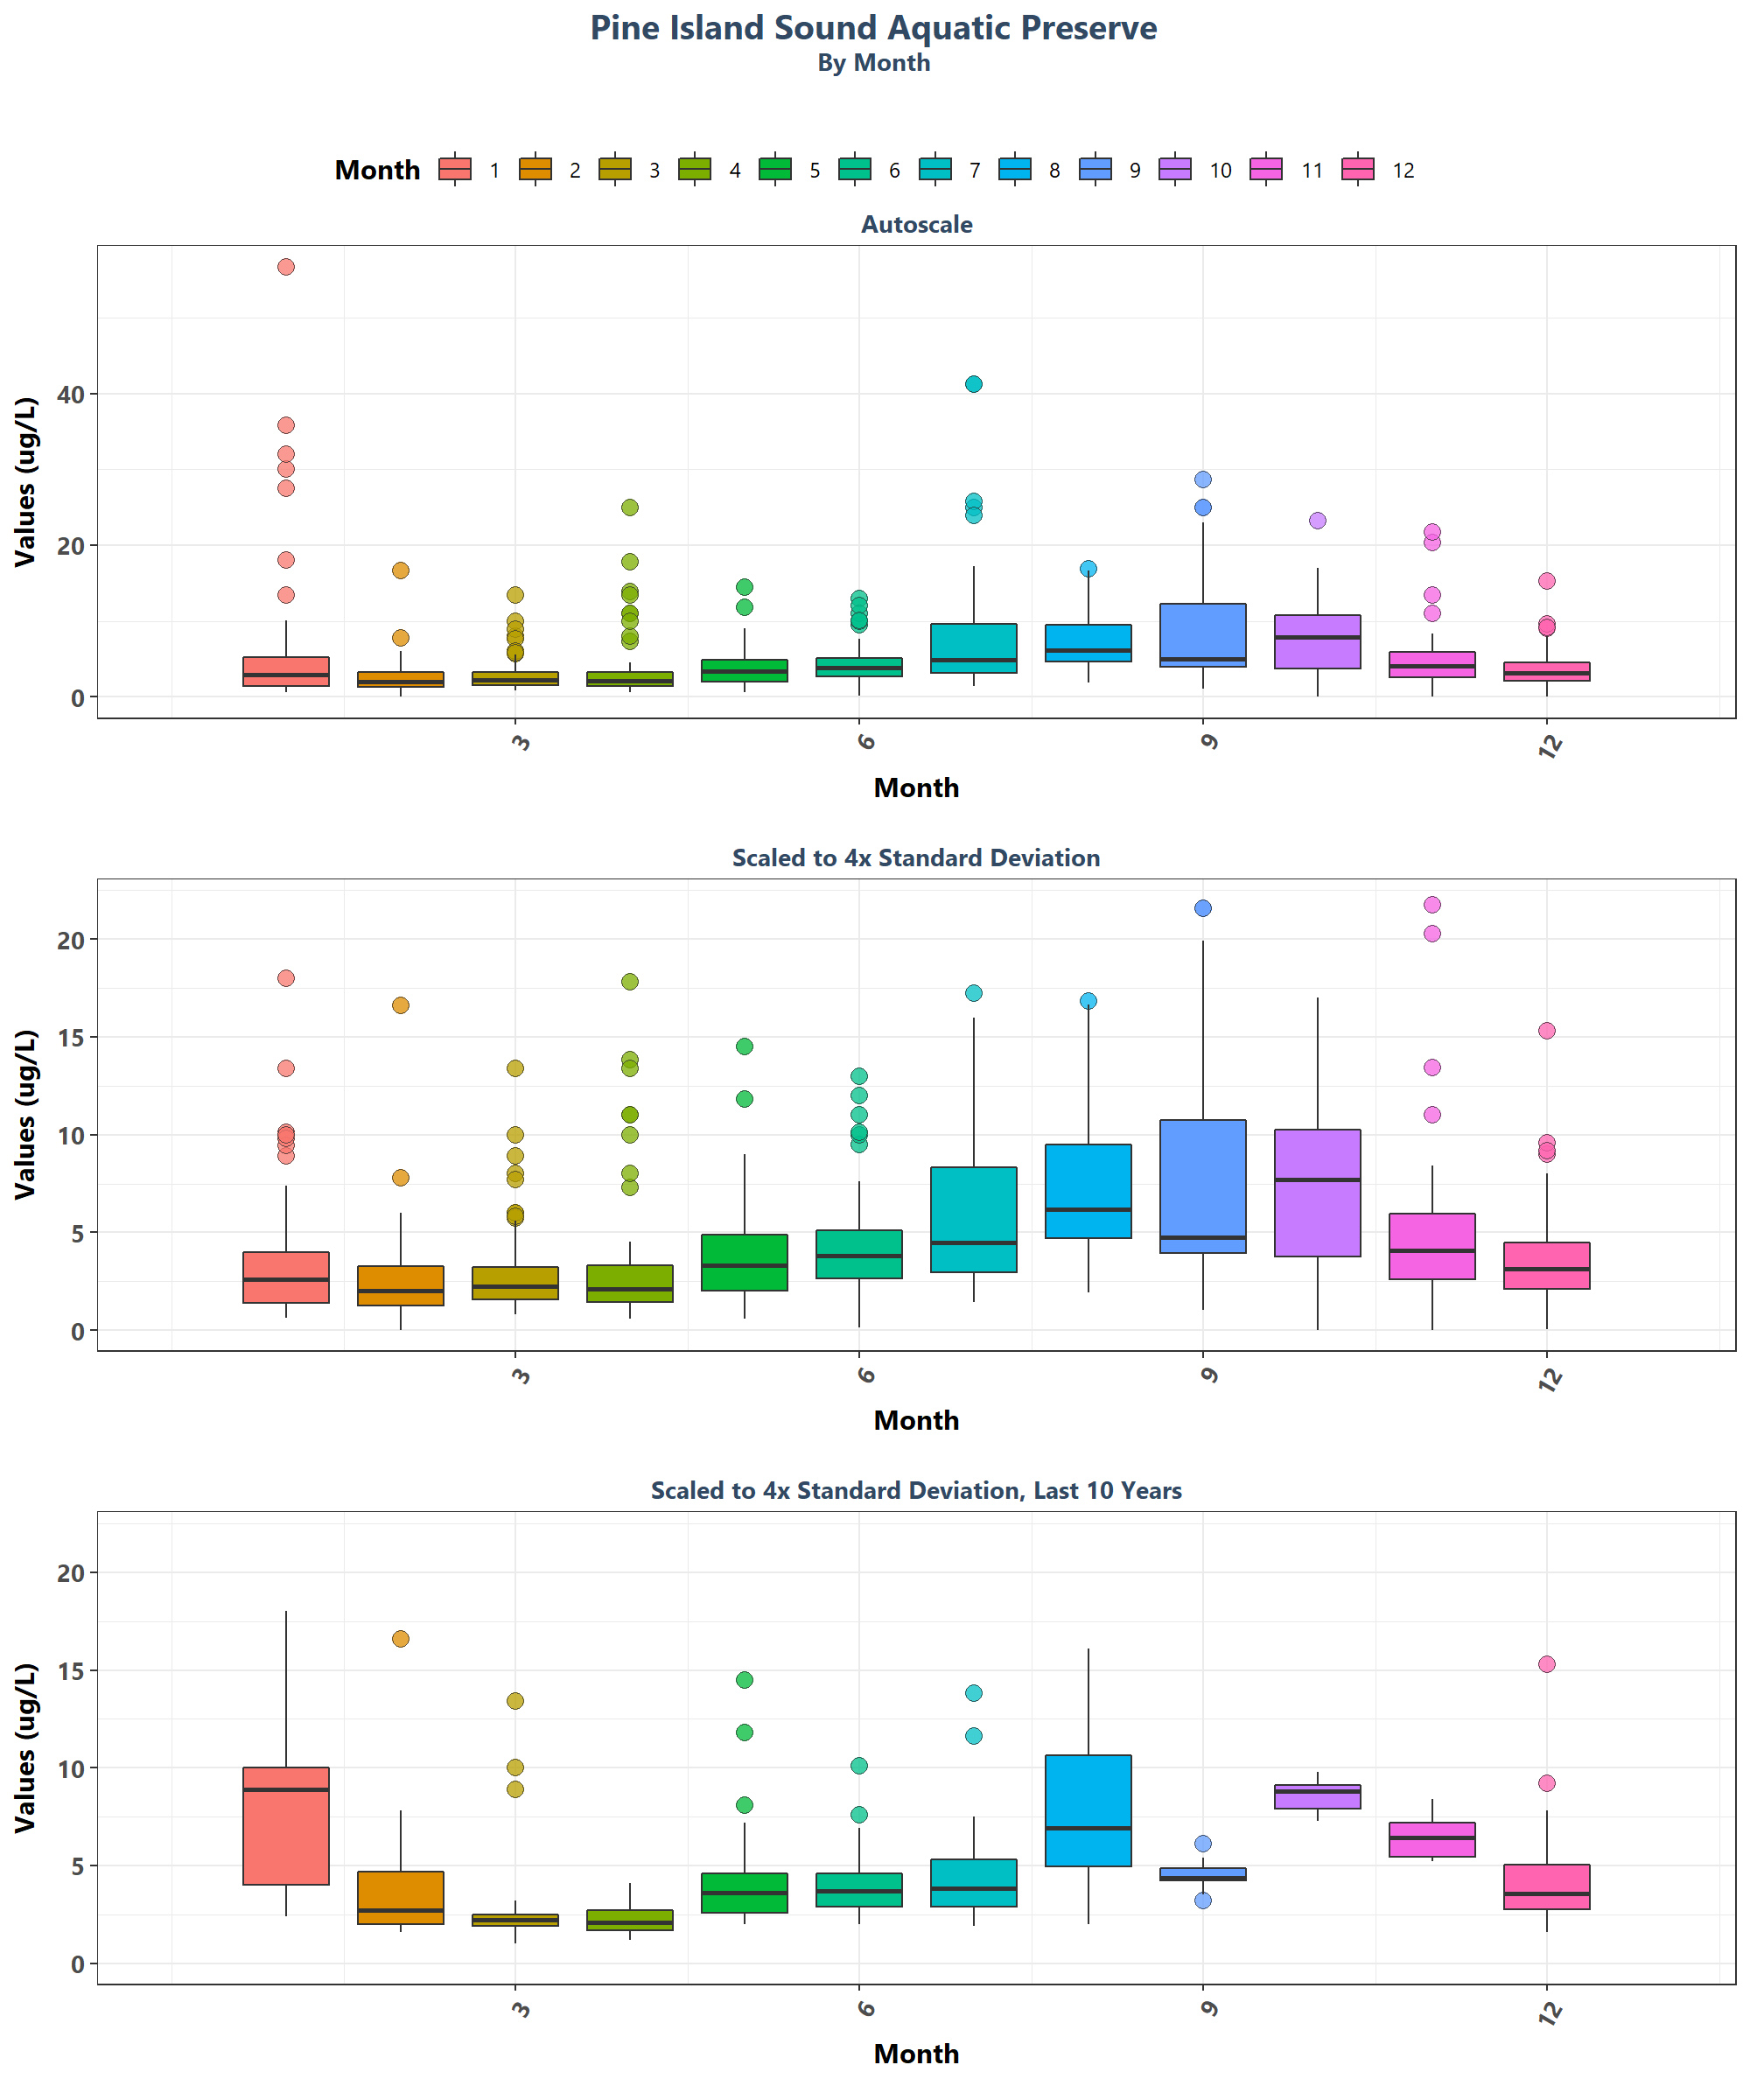 Pine Island Sound Aquatic Preserve
By Month
Month 1 2 3 4 5 6 7 8 9 10 11 12
Autoscale
Values (ug/L)
40
20
0
3 6 9 12
Month
Scaled to 4x Standard Deviation
Values (ug/L)
20
15
10
5
0
3 6 9 12
Month
Scaled to 4x Standard Deviation, Last 10 Years
Values (ug/L)
20
15
10
5
0
3 6 9 12
Month